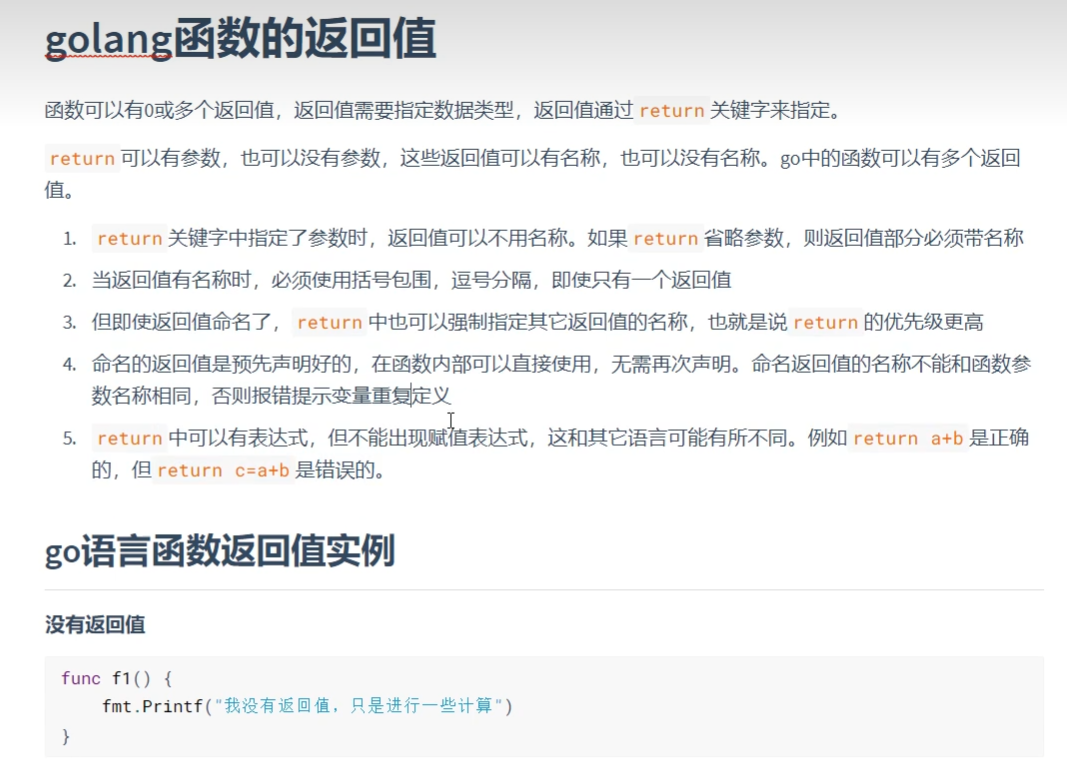 golang函数的返回值
函数可以有0或多个返回值，返回值需要指定数据类型，返回值通过 return 关键字来指定。
return 可以有参数，也可以没有参数，这些返回值可以有名称，也可以没有名称。go中的函数可以有多个返回
值。
1. return 关键字中指定了参数时，返回值可以不用名称。如果 return 省略参数，则返回值部分必须带名称
2. 当返回值有名称时，必须使用括号包围，逗号分隔，即使只有一个返回值
3. 但即使返回值命名了， return 中也可以强制指定其它返回值的名称，也就是说 return 的优先级更高
4. 命名的返回值是预先声明好的，在函数内部可以直接使用，无需再次声明。命名返回值的名称不能和函数参
数名称相同，否则报错提示变量重复定义
5. return 中可以有表达式，但不能出现赋值表达式，这和其它语言可能有所不同。例如 return a+b 是正确
的，但 return c=a+b 是错误的。
go语言函数返回值实例
没有返回值
func f1() {
    fmt.Printf("我没有返回值，只是进行一些计算")
}